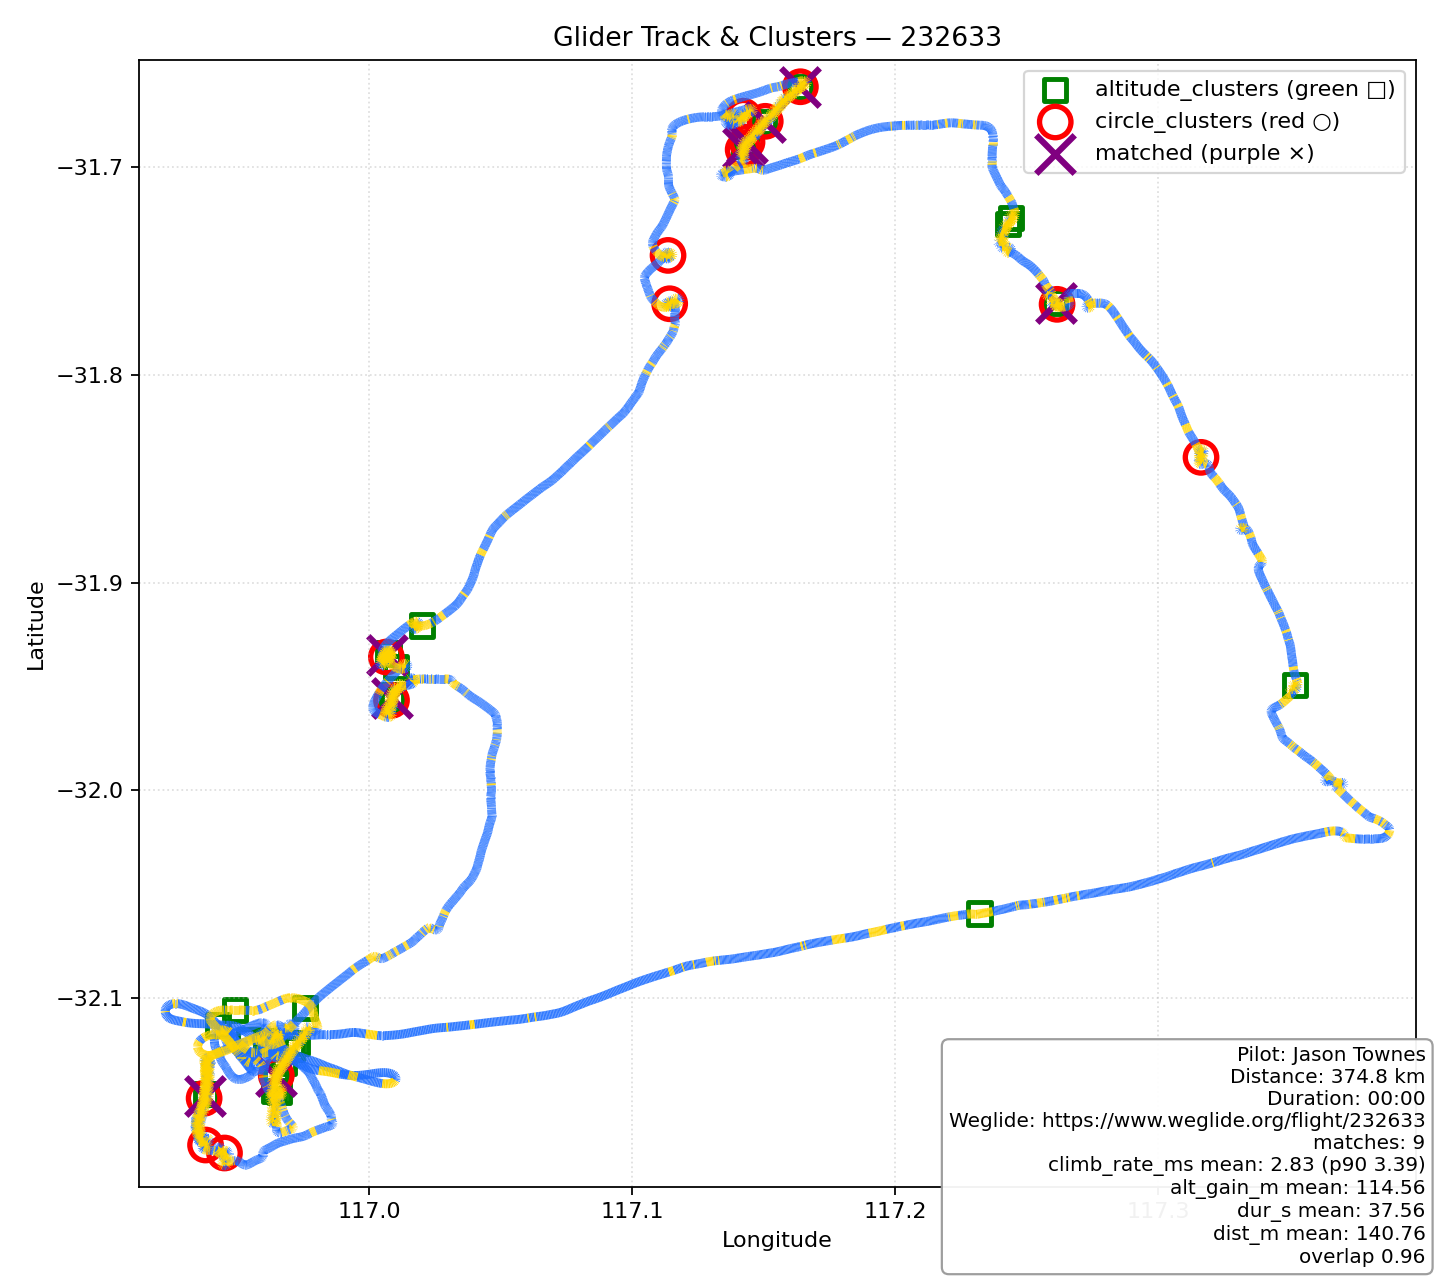 Glider Track & Clusters — 232633
altitude_clusters (green □)
circle_clusters (red ○)
matched (purple ×)
−31.7
−31.8
−31.9
−32.0
−32.1
Latitude
117.0
117.1
117.2
117.3
Longitude
Pilot: Jason Townes
Distance: 374.8 km
Duration: 00:00
Weglide: https://www.weglide.org/flight/232633
matches: 9
climb_rate_ms mean: 2.83 (p90 3.39)
alt_gain_m mean: 114.56
dur_s mean: 37.56
dist_m mean: 140.76
overlap 0.96